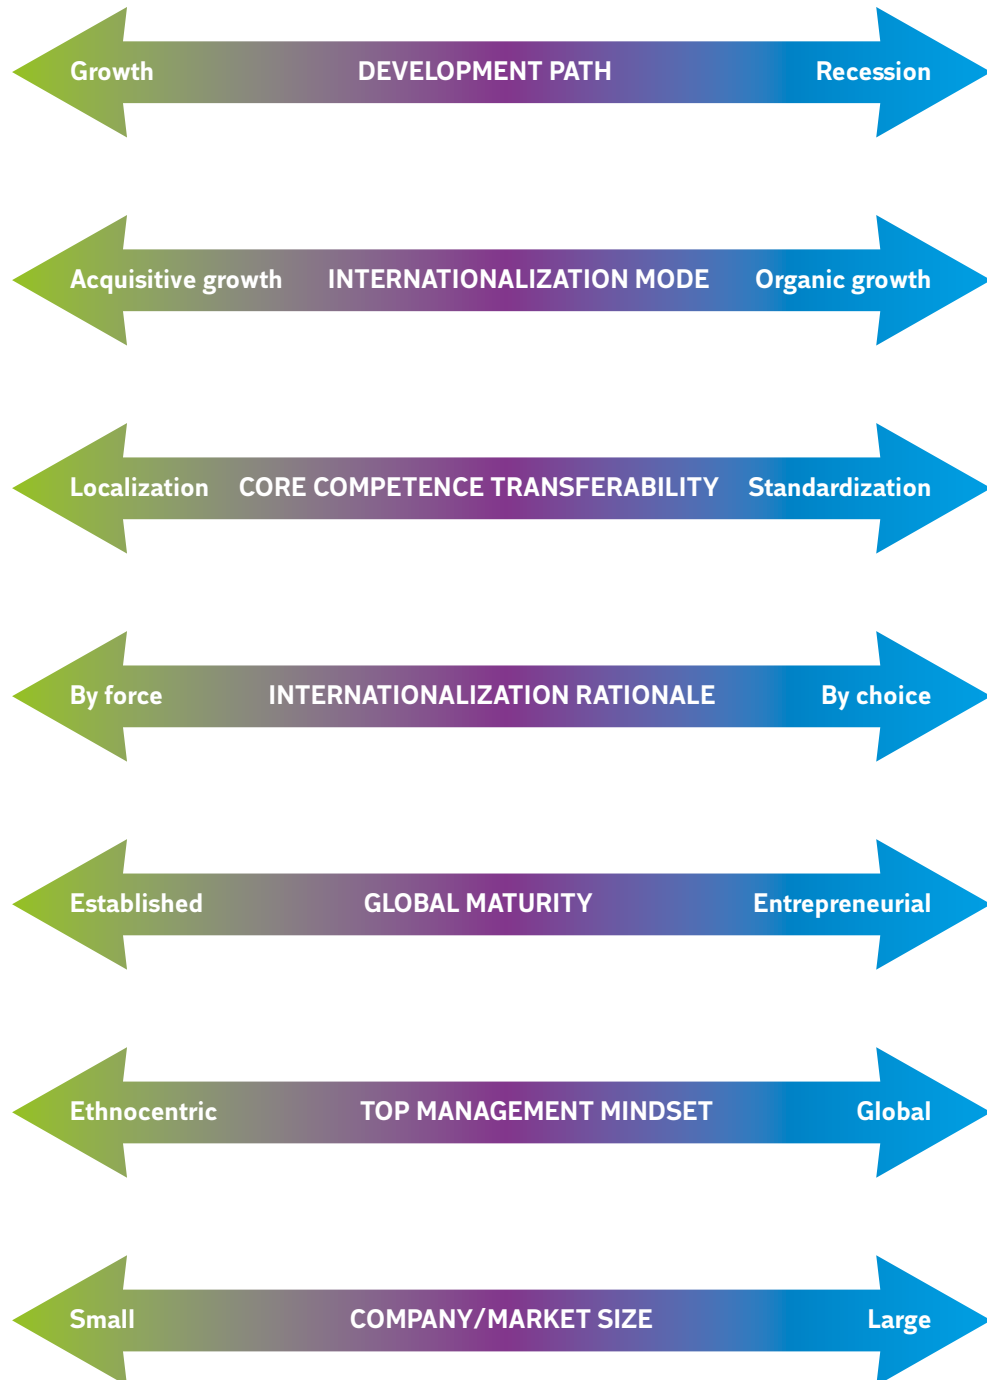 Growth DEVELOPMENT PATH Recession
Acquisitive growth INTERNATIONALIZATION MODE Organic growth
Localization CORE COMPETENCE TRANSFERABILITY Standardization
By force INTERNATIONALIZATION RATIONALE By choice
Established GLOBAL MATURITY Entrepreneurial
Ethnocentric TOP MANAGEMENT MINDSET Global
Small COMPANY/MARKET SIZE Large